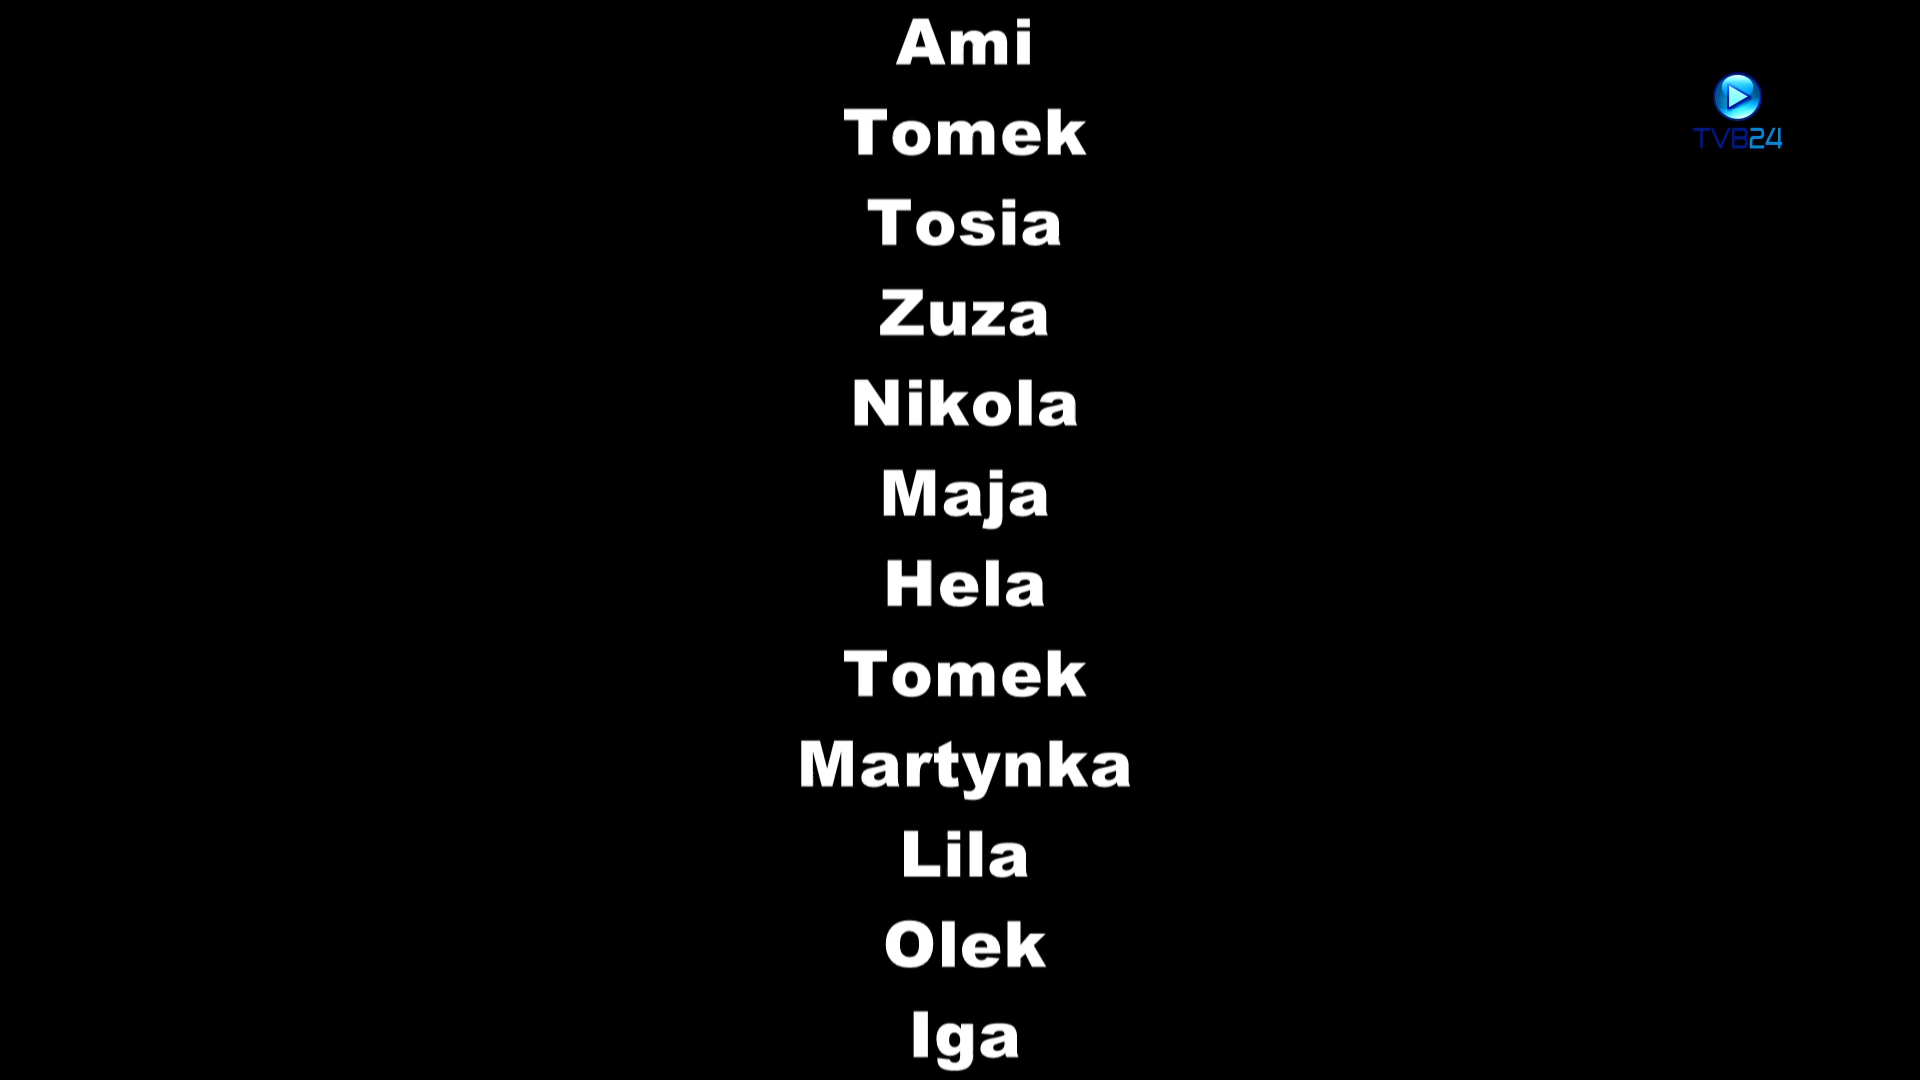 Ami
Tomek
TVB24
Tosia
Zuza
Nikola
Maja
Hela
Tomek
Martynka
Lila
Olek
Iga